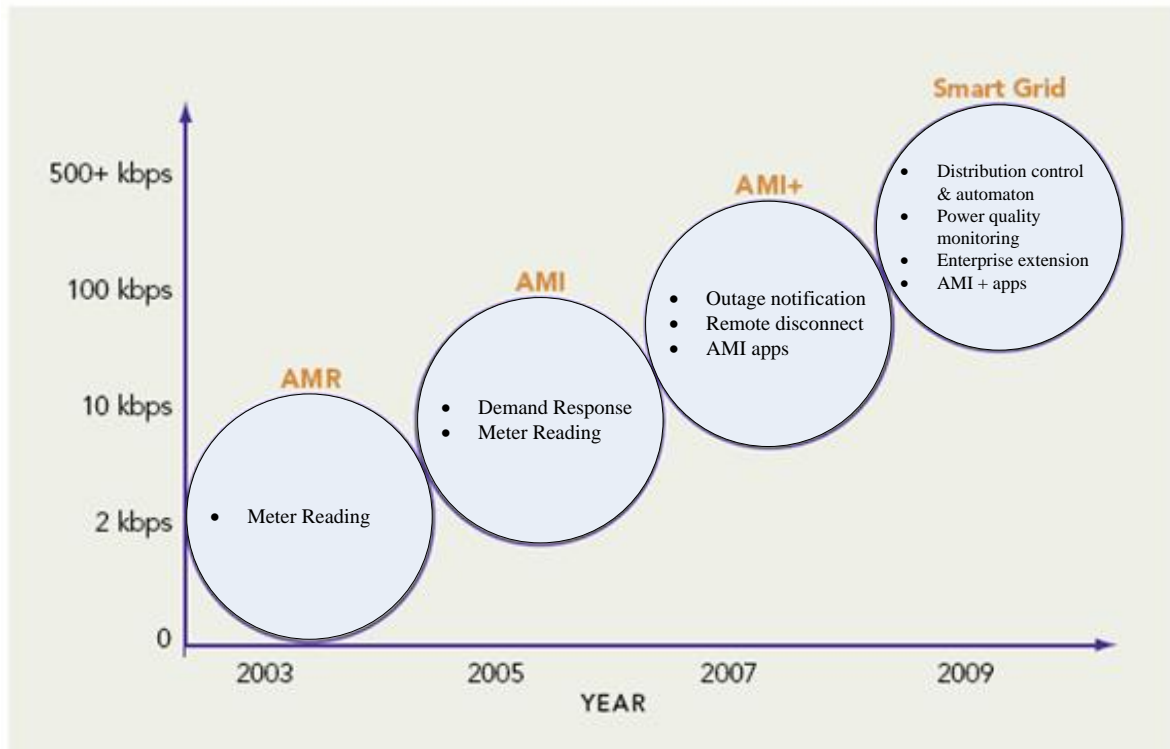 Smart Grid
500+ kbps
• Distribution control
& automaton
• Power quality
monitoring
• Enterprise extension
• AMI + apps
AMI+
100 kbps
• Outage notification
• Remote disconnect
• AMI apps
AMI
10 kbps
• Demand Response
• Meter Reading
AMR
2 kbps
• Meter Reading
0
2003 2005 2007 2009
YEAR